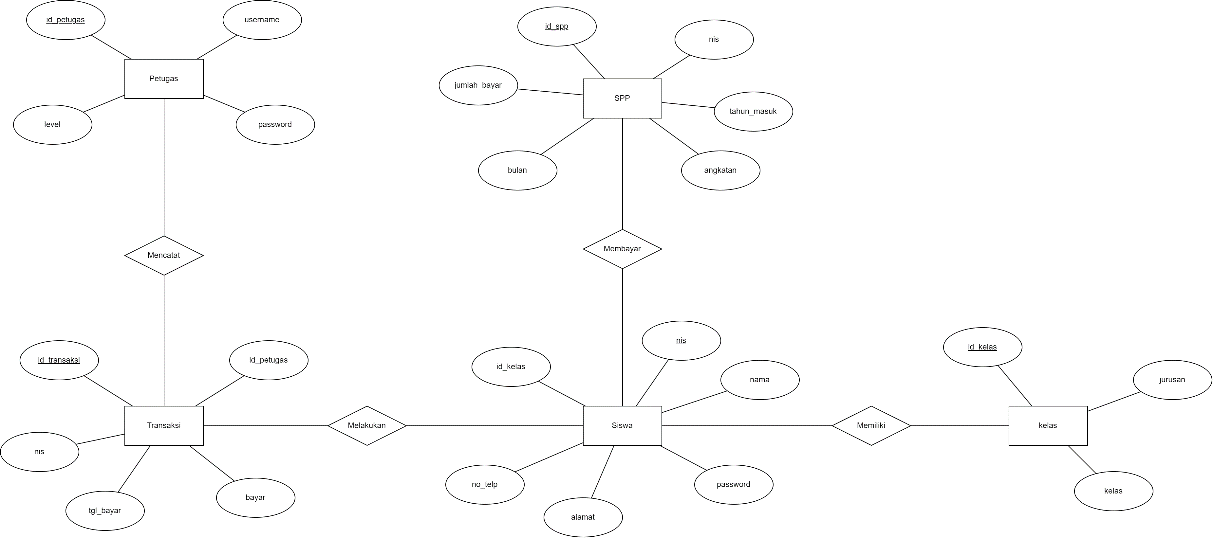 id_petugas
username
Petugas
level
password
id_spp
nis
jumlah_bayar
SPP
tahun_masuk
bulan
angkatan
Mencatat
Membayar
id_transaksi
id_petugas
Transaksi
nis
tgl_bayar
bayar
Melakukan
id_kelas
nis
nama
Siswa
no_telp
alamat
password
Memiliki
id_kelas
jurusan
kelas
kelas